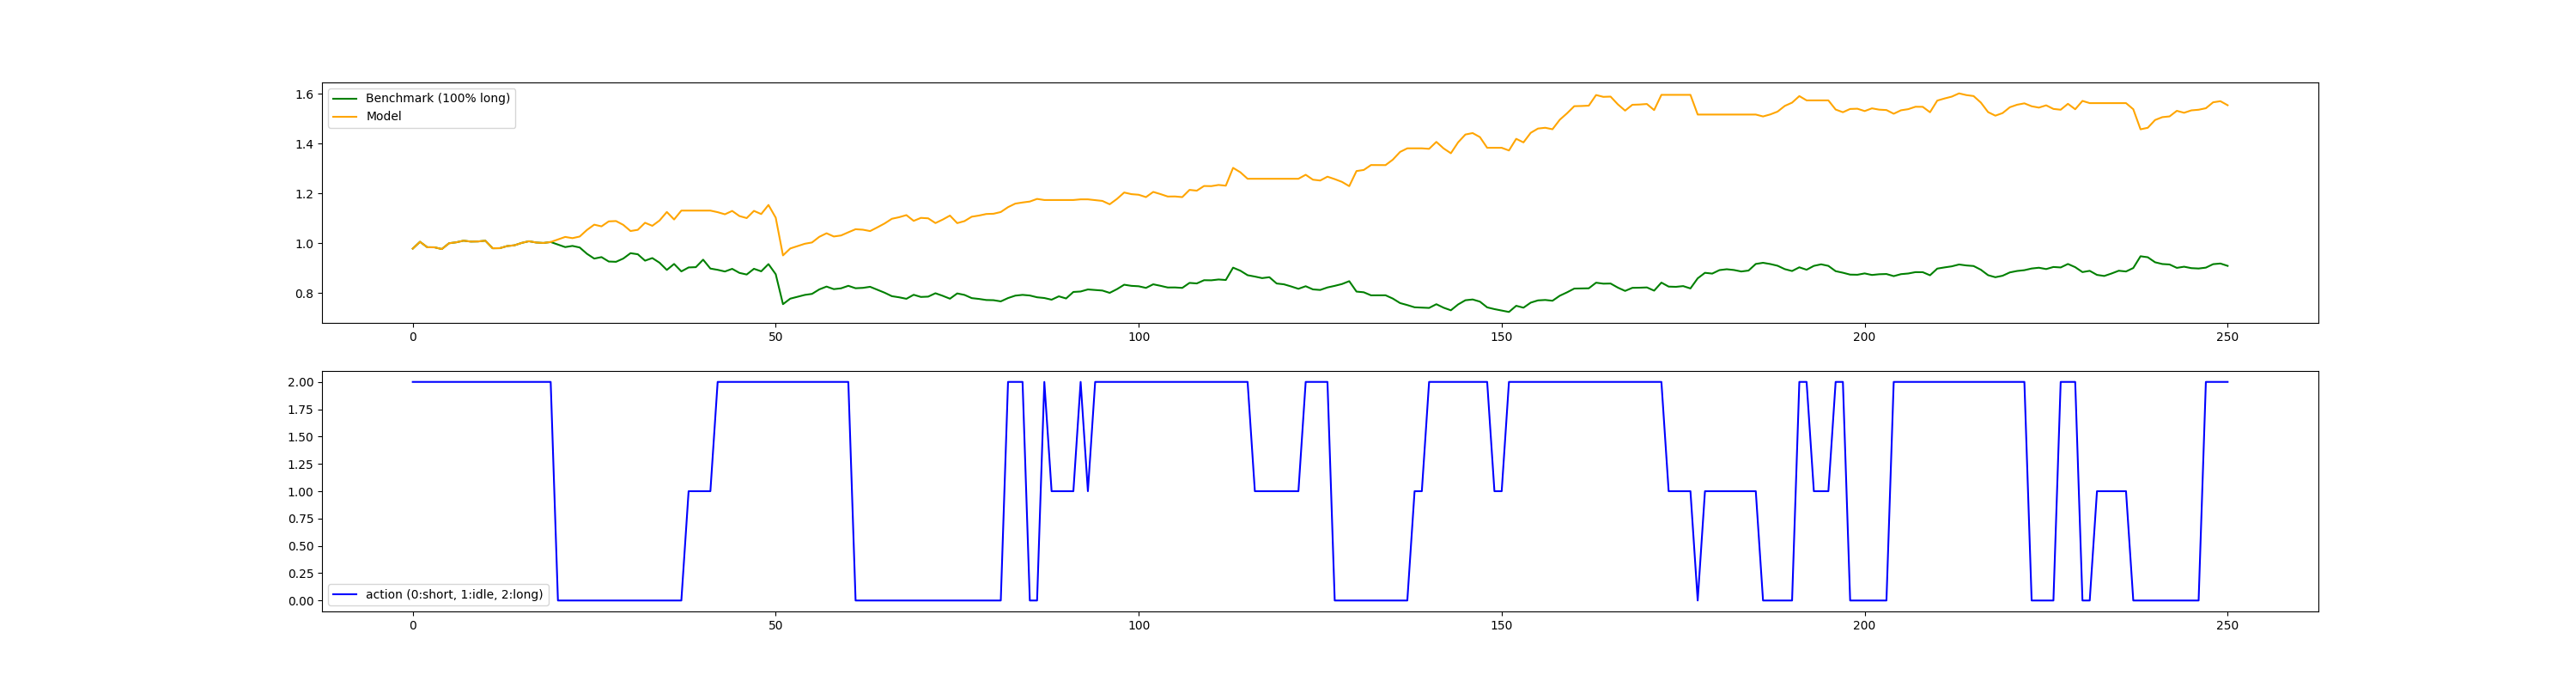 1.6
1.4
1.2
1.0
0.8
Benchmark (100% long)
Model
0 50 100 150 200 250
2.00
1.75
1.50
1.25
1.00
0.75
0.50
0.25
0.00
action (0:short, 1:idle, 2:long)
0 50 100 150 200 250